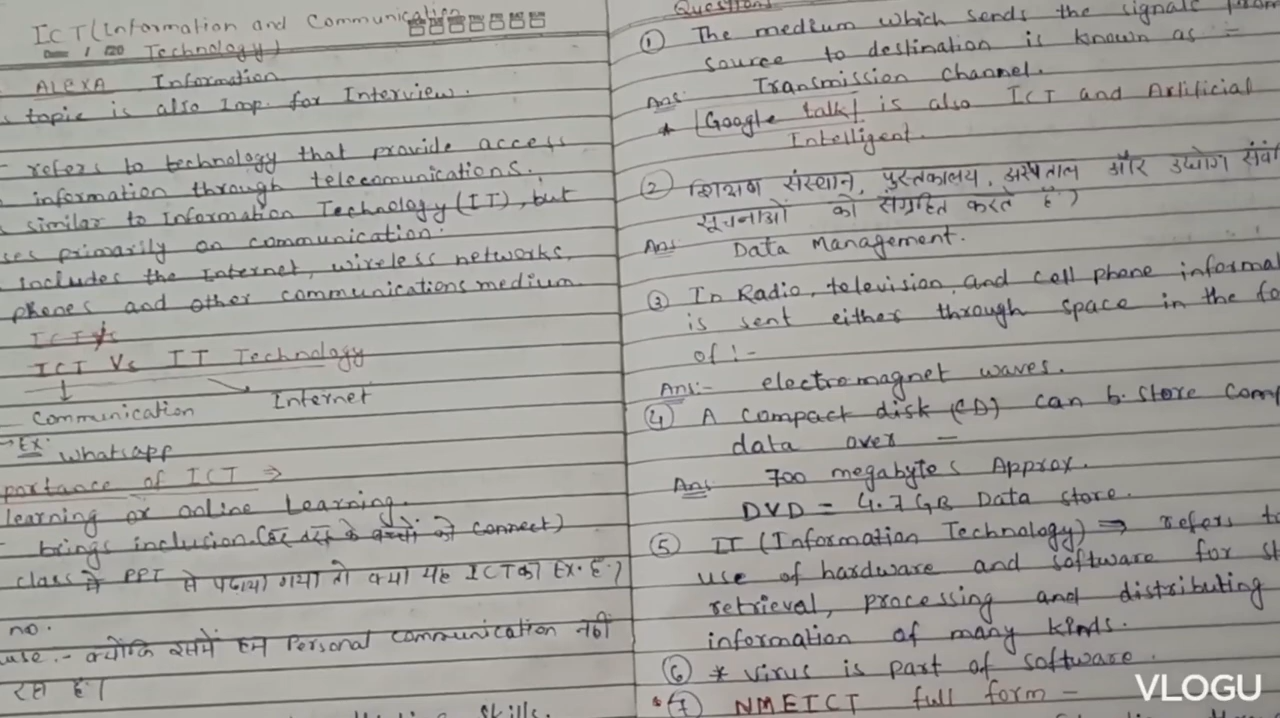 ICT (Information and Communication
Technology)
ALEXA Information
topic is also Imp. for Interview.
refers to technology that provide access
information through telecommunications.
similar to Information Technology (IT), but
primarily on communication.
includes the Internet, wireless networks,
phones and other communications medium.
ICT Vs IT Technology
Communication Internet
Ex:
Whatsapp
of ICT ⇒
learning or online learning.
brings inclusion (हर तरह के बच्चों को connect)
class में PPT से पढाया गया तो क्या यह ICT का Ex. है?
no.
क्योंकि इसमें हम Personal communication नहीं
रहे है।
skills.
Questions
① The medium which sends the signals from
source to destination is known as :-
Ans: Transmission channel.
* [Google talk] is also ICT and Artificial
Intelligent.
② शिक्षण संस्थान, पुस्तकालय, अस्पताल और उद्योग
सूचनाओं को संग्रहित करते है?
Ans: Data Management.
③ In Radio, television, and cell phone
is sent either through space in the
of :-
Ans:- electromagnet waves.
④ A compact disk (CD) can b. store
data over -
Ans 700 megabytes Approx.
DVD = 4.7 GB Data store.
⑤ IT (Information Technology) ⇒ refers to
use of hardware and software for
retrieval, processing and distributing
information of many kinds.
⑥ * virus is part of software.
⑦ NMEICT full form -
VLOGU